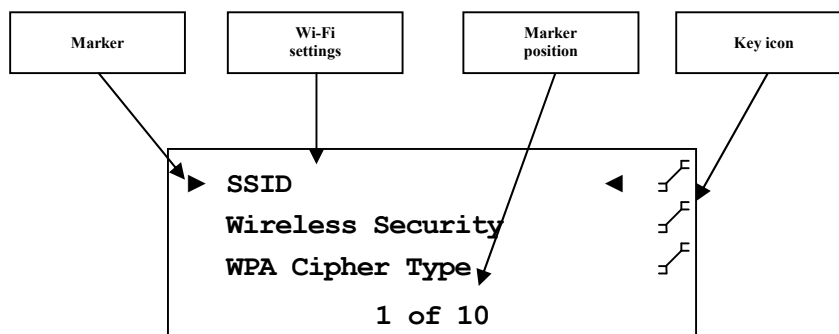 Marker
Wi-Fi
settings
Marker
position
Key icon
► SSID ◄
Wireless Security
WPA Cipher Type
1 of 10